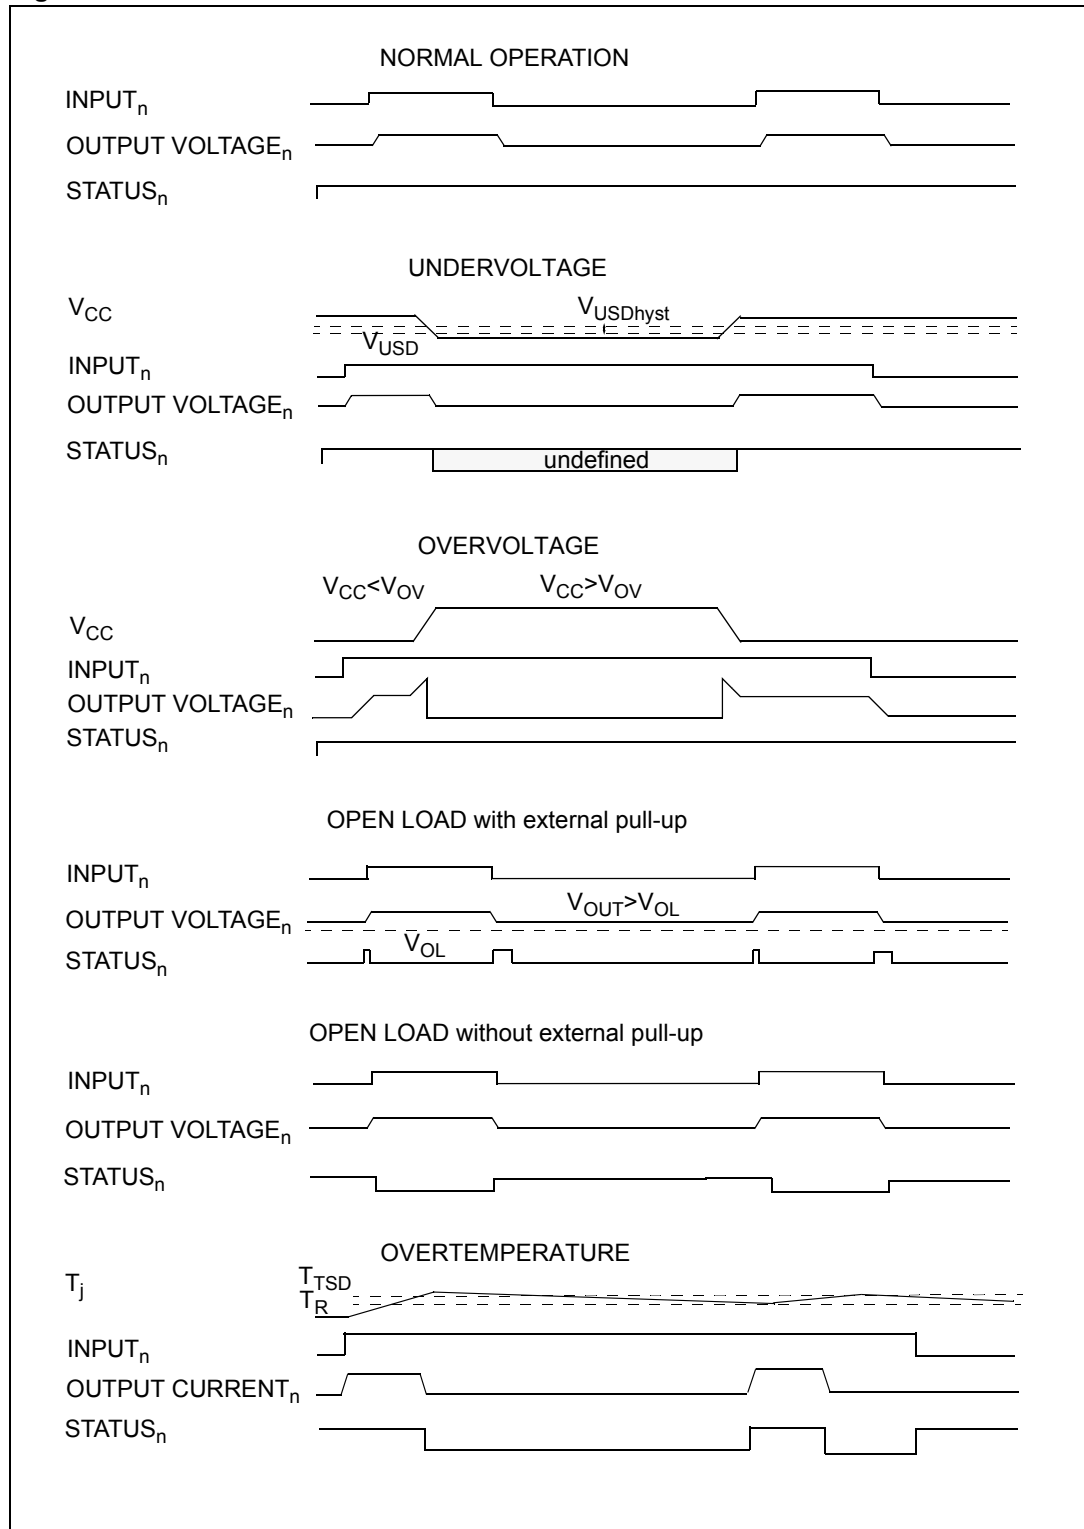 NORMAL OPERATION
INPUTn
OUTPUT VOLTAGEn
STATUSn
UNDERVOLTAGE
VCC
VUSDhyst
VUSD
INPUTn
OUTPUT VOLTAGEn
STATUSn
undefined
OVERVOLTAGE
VCC<VOV VCC>VOV
VCC
INPUTn
OUTPUT VOLTAGEn
STATUSn
OPEN LOAD with external pull-up
INPUTn
OUTPUT VOLTAGEn
VOUT>VOL
VOL
STATUSn
OPEN LOAD without external pull-up
INPUTn
OUTPUT VOLTAGEn
STATUSn
OVERTEMPERATURE
Tj
TTSD
TR
INPUTn
OUTPUT CURRENTn
STATUSn